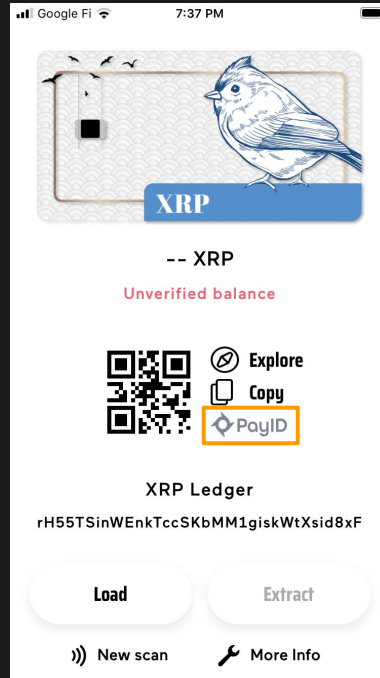 Google Fi 7:37 PM
XRP
-- XRP
Unverified balance
Explore
Copy
PayID
XRP Ledger
rH55TSinWEnkTccSKbMM1giskWtXsid8xF
Load Extract
New scan More Info